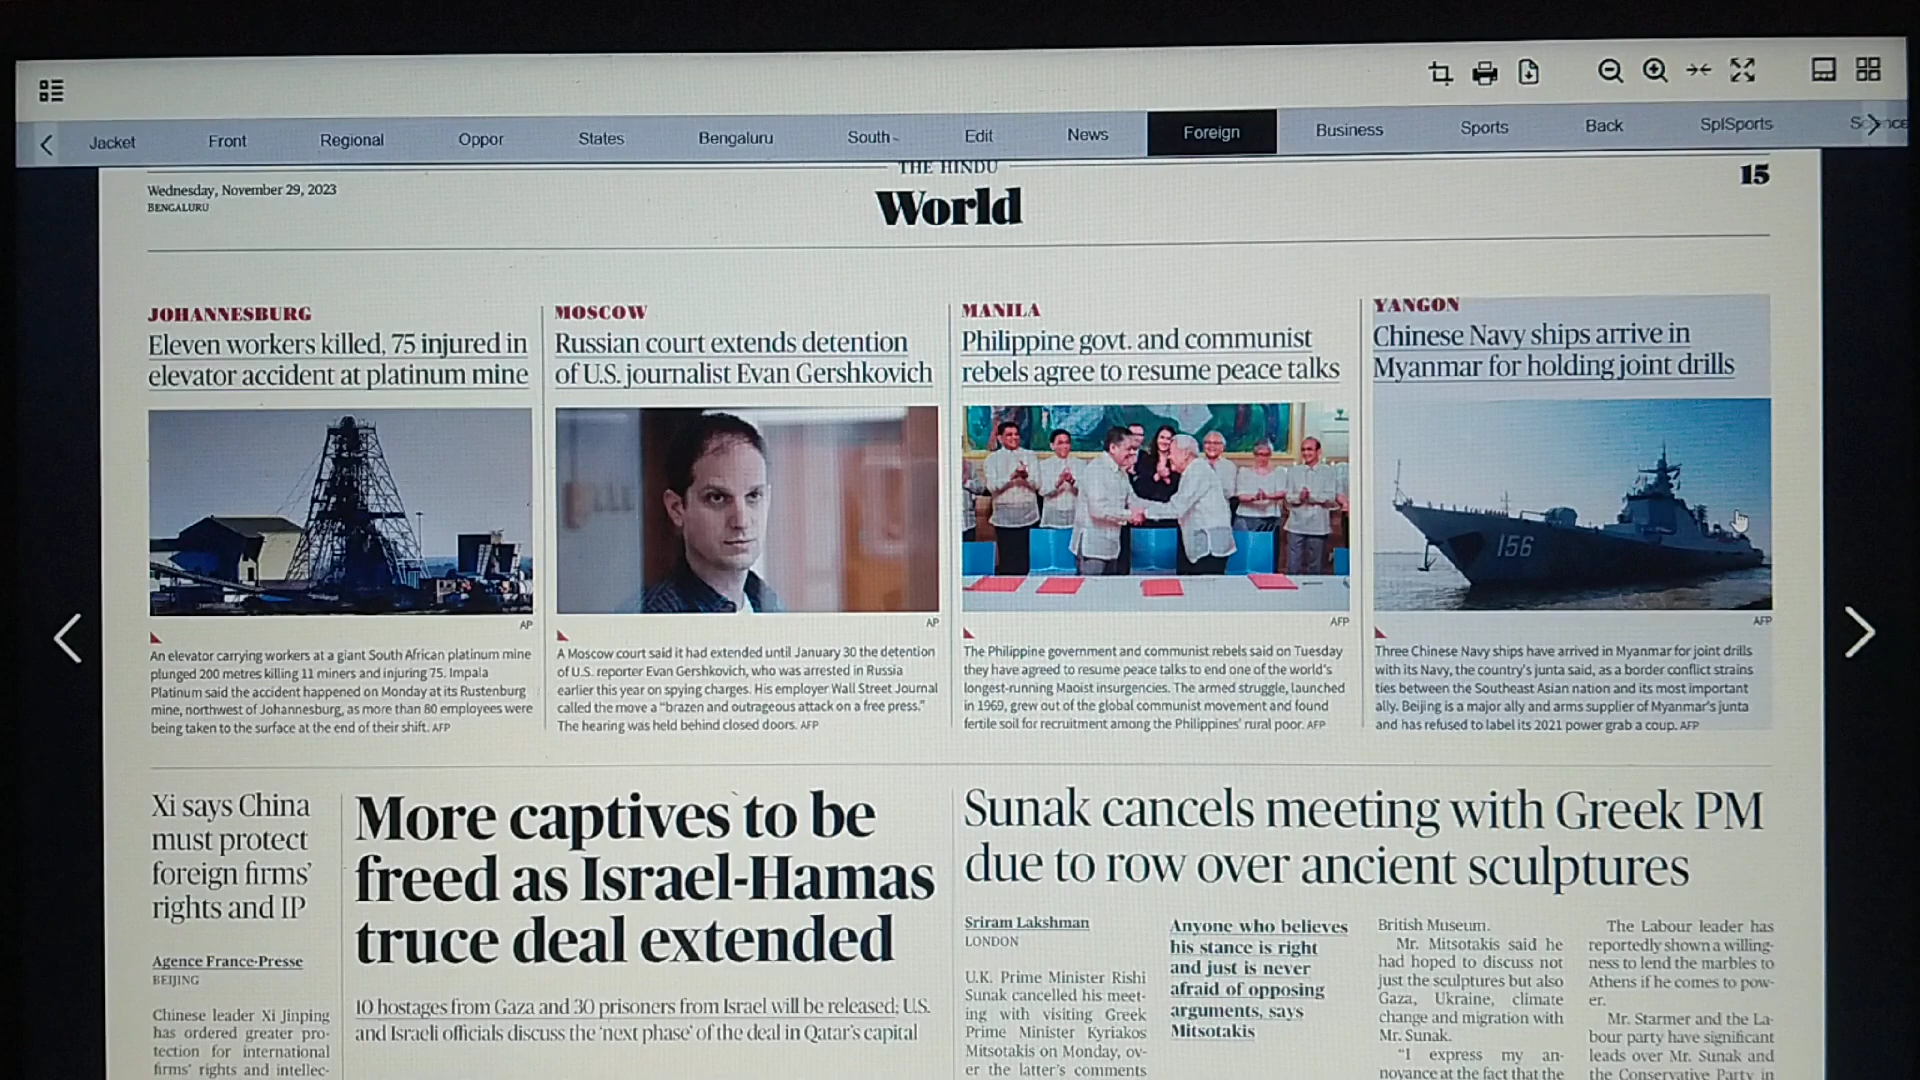 Jacket Front Regional Oppor States Bengaluru South- Edit News Foreign Business Sports Back SplSports Science
THE HINDU
Wednesday, November 29, 2023
BENGALURU
World
15
JOHANNESBURG
Eleven workers killed, 75 injured in
elevator accident at platinum mine
AP
An elevator carrying workers at a giant South African platinum mine
plunged 200 metres killing 11 miners and injuring 75. Impala
Platinum said the accident happened on Monday at its Rustenburg
mine, northwest of Johannesburg, as more than 80 employees were
being taken to the surface at the end of their shift. AFP
MOSCOW
Russian court extends detention
of U.S. journalist Evan Gershkovich
AP
A Moscow court said it had extended until January 30 the detention
of U.S. reporter Evan Gershkovich, who was arrested in Russia
earlier this year on spying charges. His employer Wall Street Journal
called the move a “brazen and outrageous attack on a free press.”
The hearing was held behind closed doors. AFP
MANILA
Philippine govt. and communist
rebels agree to resume peace talks
AFP
The Philippine government and communist rebels said on Tuesday
they have agreed to resume peace talks to end one of the world’s
longest-running Maoist insurgencies. The armed struggle, launched
in 1969, grew out of the global communist movement and found
fertile soil for recruitment among the Philippines’ rural poor. AFP
YANGON
Chinese Navy ships arrive in
Myanmar for holding joint drills
156
AFP
Three Chinese Navy ships have arrived in Myanmar for joint drills
with its Navy, the country’s junta said, as a border conflict strains
ties between the Southeast Asian nation and its most important
ally. Beijing is a major ally and arms supplier of Myanmar’s junta
and has refused to label its 2021 power grab a coup. AFP
Xi says China
must protect
foreign firms’
rights and IP
Agence France-Presse
BEIJING
Chinese leader Xi Jinping
has ordered greater pro-
tection for international
firms’ rights and intellec-
More captives to be
freed as Israel-Hamas
truce deal extended
10 hostages from Gaza and 30 prisoners from Israel will be released; U.S.
and Israeli officials discuss the ‘next phase’ of the deal in Qatar’s capital
Sunak cancels meeting with Greek PM
due to row over ancient sculptures
Sriram Lakshman
LONDON
U.K. Prime Minister Rishi
Sunak cancelled his meet-
ing with visiting Greek
Prime Minister Kyriakos
Mitsotakis on Monday, ov-
er the latter’s comments
Anyone who believes
his stance is right
and just is never
afraid of opposing
arguments, says
Mitsotakis
British Museum.
Mr. Mitsotakis said he
had hoped to discuss not
just the sculptures but also
Gaza, Ukraine, climate
change and migration with
Mr. Sunak.
“I express my an-
noyance at the fact that the
The Labour leader has
reportedly shown a willing-
ness to lend the marbles to
Athens if he comes to pow-
er.
Mr. Starmer and the La-
bour party have significant
leads over Mr. Sunak and
the Conservative Party in